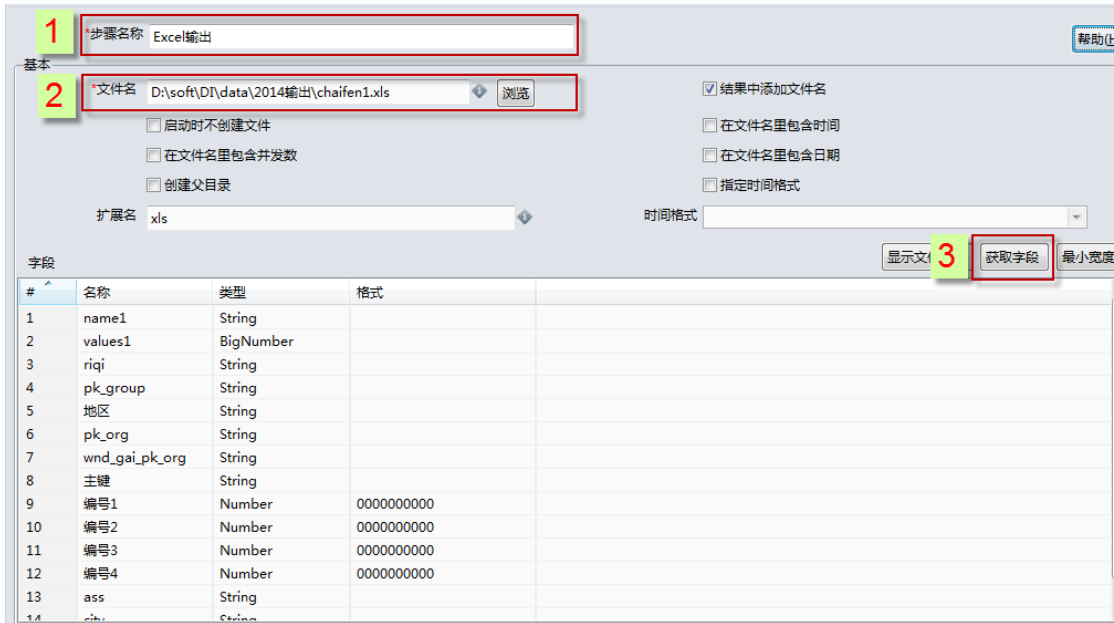 1 *步骤名称 Excel输出
帮助(H
基本
2 *文件名 D:\soft\DI\data\2014输出\chaifen1.xls 浏览 结果中添加文件名
启动时不创建文件 在文件名里包含时间
在文件名里包含并发数 在文件名里包含日期
创建父目录 指定时间格式
扩展名 xls 时间格式
字段 显示文 3 获取字段 最小宽度
# 名称 类型 格式
1 name1 String
2 values1 BigNumber
3 riqi String
4 pk_group String
5 地区 String
6 pk_org String
7 wnd_gai_pk_org String
8 主键 String
9 编号1 Number 0000000000
10 编号2 Number 0000000000
11 编号3 Number 0000000000
12 编号4 Number 0000000000
13 ass String
14 city String